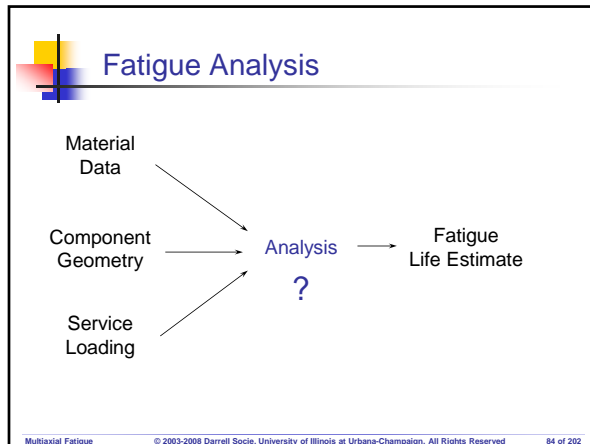 Fatigue Analysis
Material
Data
Component
Geometry
Analysis
?
Fatigue
Life Estimate
Service
Loading
Multiaxial Fatigue © 2003-2008 Darrell Socie, University of Illinois at Urbana-Champaign, All Rights Reserved 84 of 202